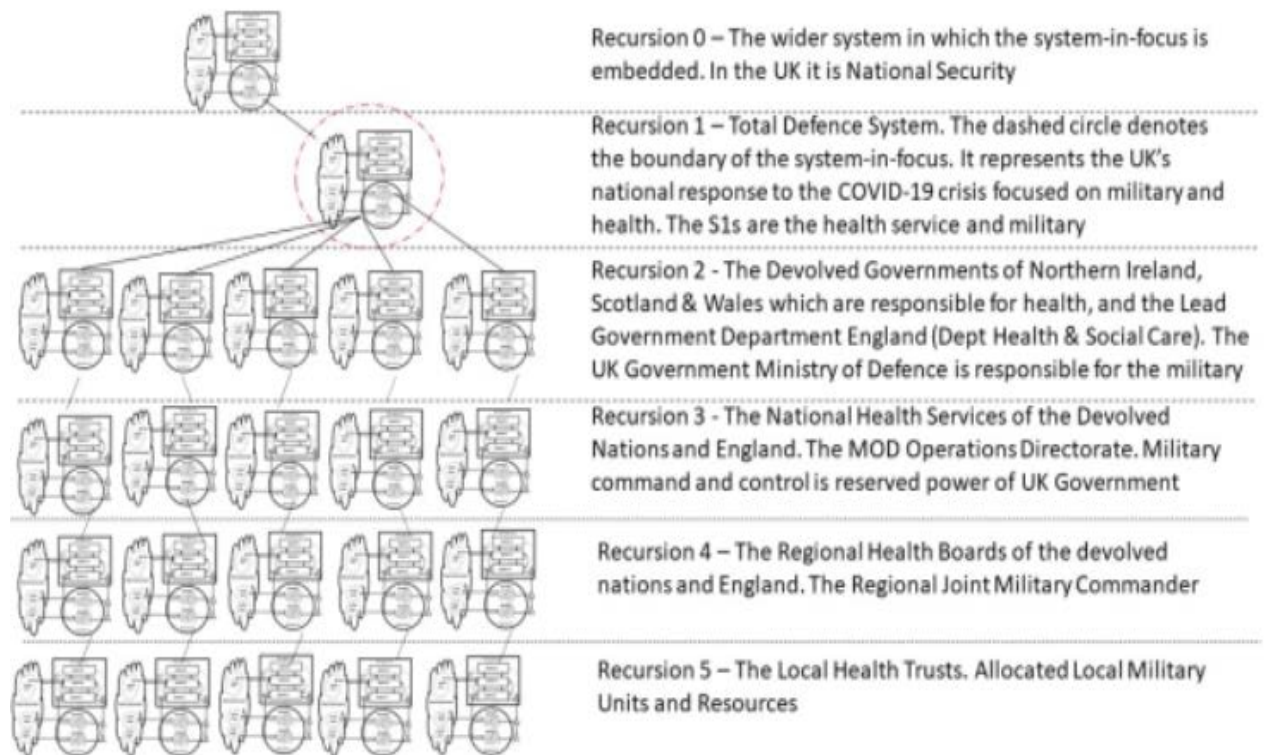 Recursion 0 – The wider system in which the system-in-focus is
embedded. In the UK it is National Security
Recursion 1 – Total Defence System. The dashed circle denotes
the boundary of the system-in-focus. It represents the UK's
national response to the COVID-19 crisis focused on military and
health. The S1s are the health service and military
Recursion 2 - The Devolved Governments of Northern Ireland,
Scotland & Wales which are responsible for health, and the Lead
Government Department England (Dept Health & Social Care). The
UK Government Ministry of Defence is responsible for the military
Recursion 3 - The National Health Services of the Devolved
Nations and England. The MOD Operations Directorate. Military
command and control is reserved power of UK Government
Recursion 4 – The Regional Health Boards of the devolved
nations and England. The Regional Joint Military Commander
Recursion 5 – The Local Health Trusts. Allocated Local Military
Units and Resources